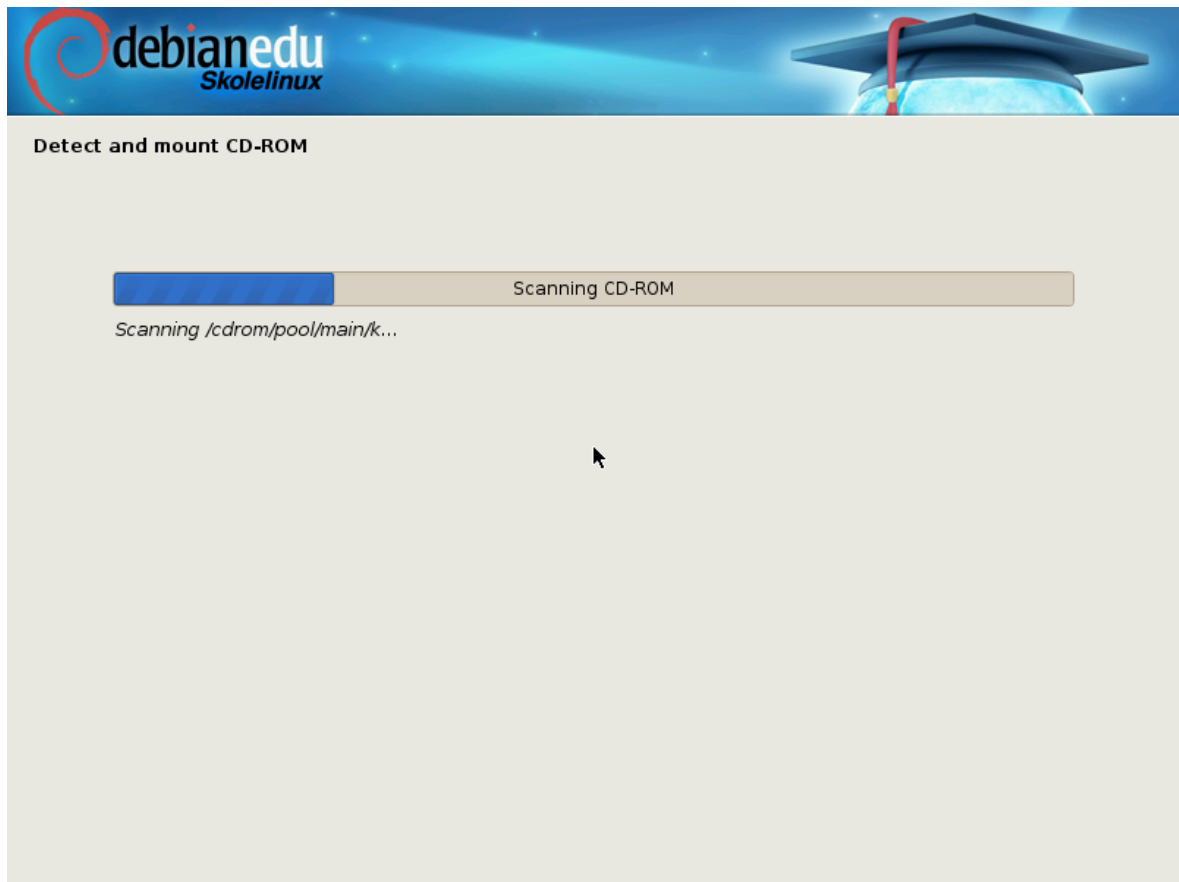 debianedu
Skolelinux
Detect and mount CD-ROM
Scanning CD-ROM
Scanning /cdrom/pool/main/k...